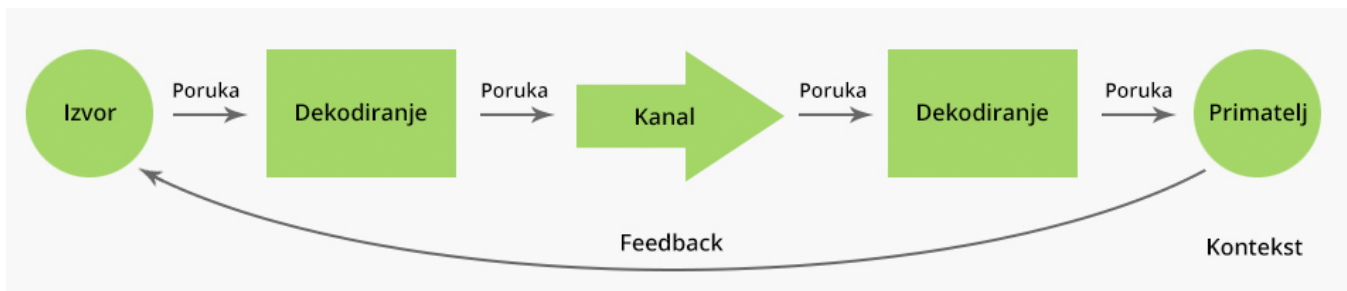 Izvor
Poruka
Dekodiranje
Poruka
Kanal
Poruka
Dekodiranje
Poruka
Primatelj
Feedback
Kontekst